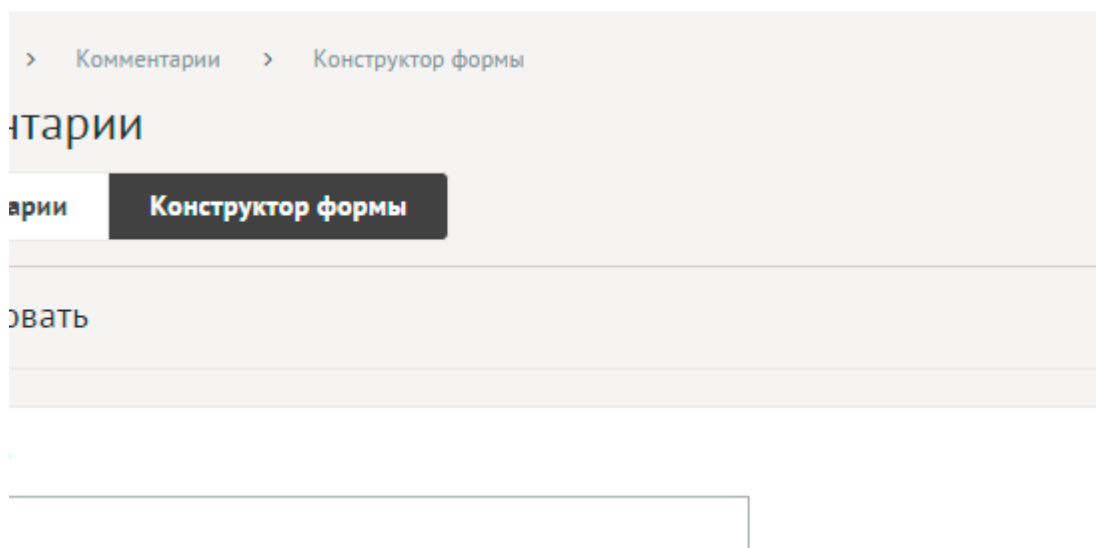 > Комментарии > Конструктор формы
нтарии
арии Конструктор формы
овать